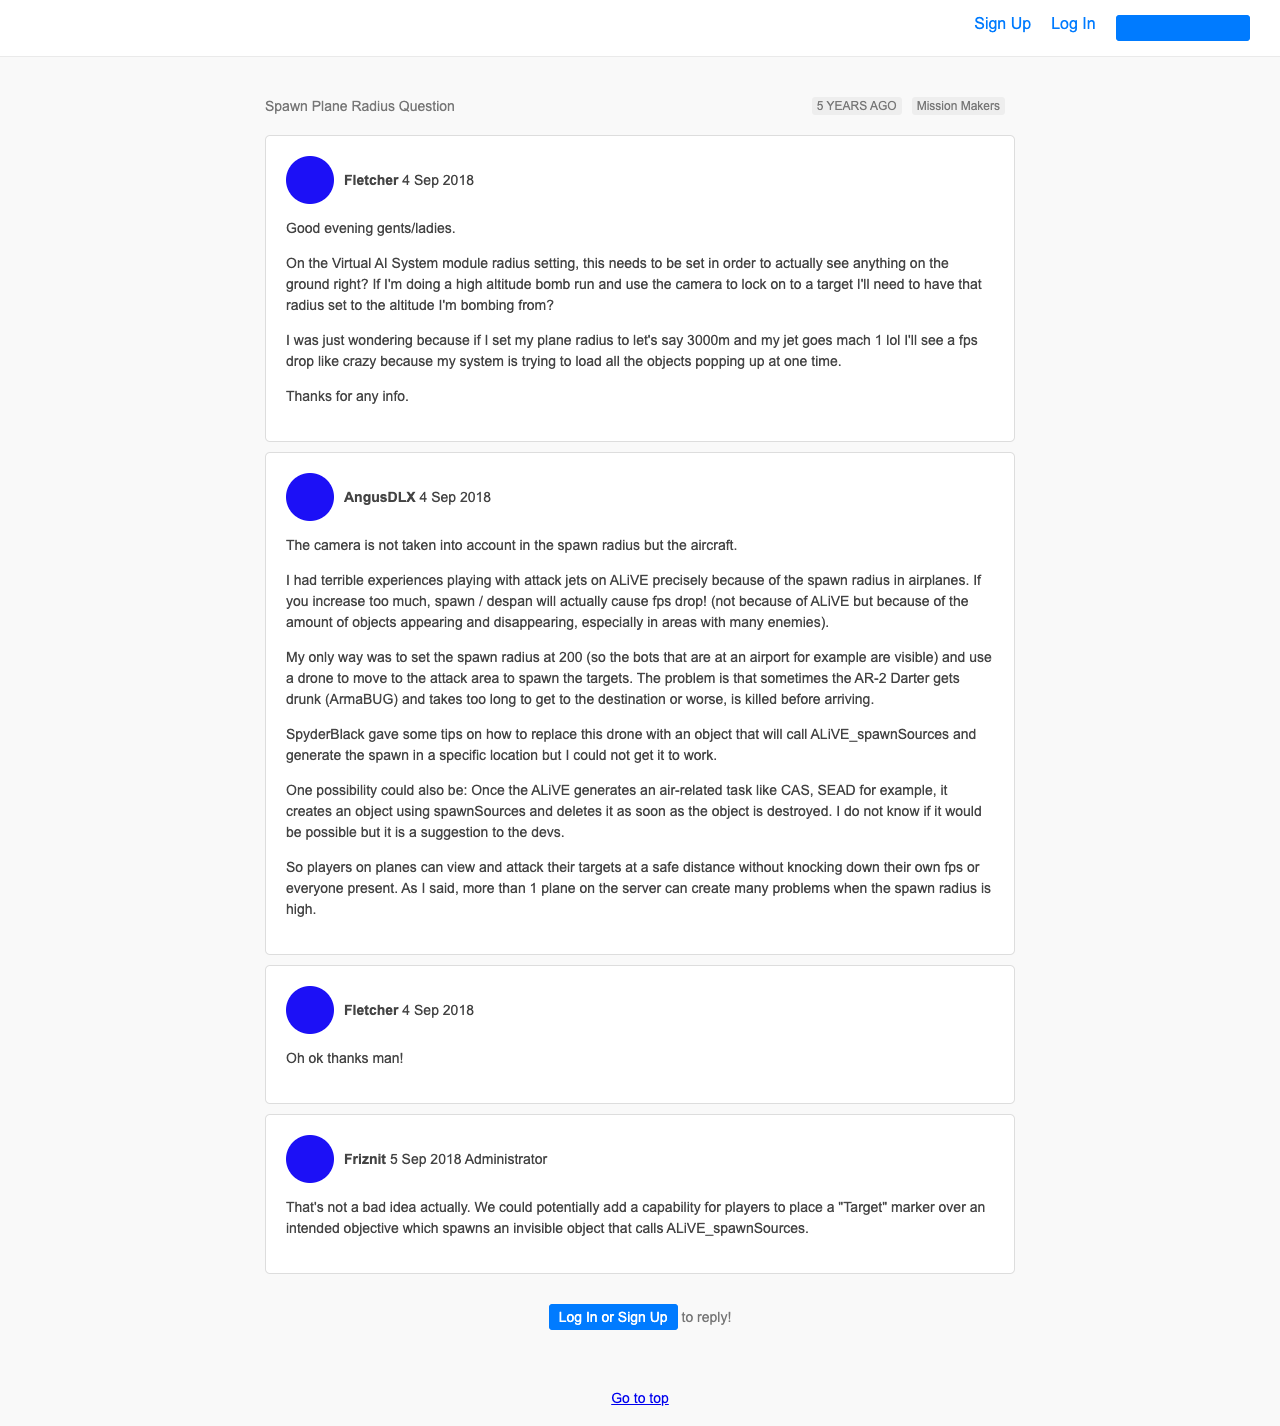 Sign Up Log In
Spawn Plane Radius Question 5 YEARS AGO Mission Makers
Fletcher 4 Sep 2018
Good evening gents/ladies.
On the Virtual AI System module radius setting, this needs to be set in order to actually see anything on the
ground right? If I'm doing a high altitude bomb run and use the camera to lock on to a target I'll need to have that
radius set to the altitude I'm bombing from?
I was just wondering because if I set my plane radius to let's say 3000m and my jet goes mach 1 lol I'll see a fps
drop like crazy because my system is trying to load all the objects popping up at one time.
Thanks for any info.
AngusDLX 4 Sep 2018
The camera is not taken into account in the spawn radius but the aircraft.
I had terrible experiences playing with attack jets on ALiVE precisely because of the spawn radius in airplanes. If
you increase too much, spawn / despan will actually cause fps drop! (not because of ALiVE but because of the
amount of objects appearing and disappearing, especially in areas with many enemies).
My only way was to set the spawn radius at 200 (so the bots that are at an airport for example are visible) and use
a drone to move to the attack area to spawn the targets. The problem is that sometimes the AR-2 Darter gets
drunk (ArmaBUG) and takes too long to get to the destination or worse, is killed before arriving.
SpyderBlack gave some tips on how to replace this drone with an object that will call ALiVE_spawnSources and
generate the spawn in a specific location but I could not get it to work.
One possibility could also be: Once the ALiVE generates an air-related task like CAS, SEAD for example, it
creates an object using spawnSources and deletes it as soon as the object is destroyed. I do not know if it would
be possible but it is a suggestion to the devs.
So players on planes can view and attack their targets at a safe distance without knocking down their own fps or
everyone present. As I said, more than 1 plane on the server can create many problems when the spawn radius is
high.
Fletcher 4 Sep 2018
Oh ok thanks man!
Friznit 5 Sep 2018 Administrator
That's not a bad idea actually. We could potentially add a capability for players to place a "Target" marker over an
intended objective which spawns an invisible object that calls ALiVE_spawnSources.
Log In or Sign Up to reply!
Go to top